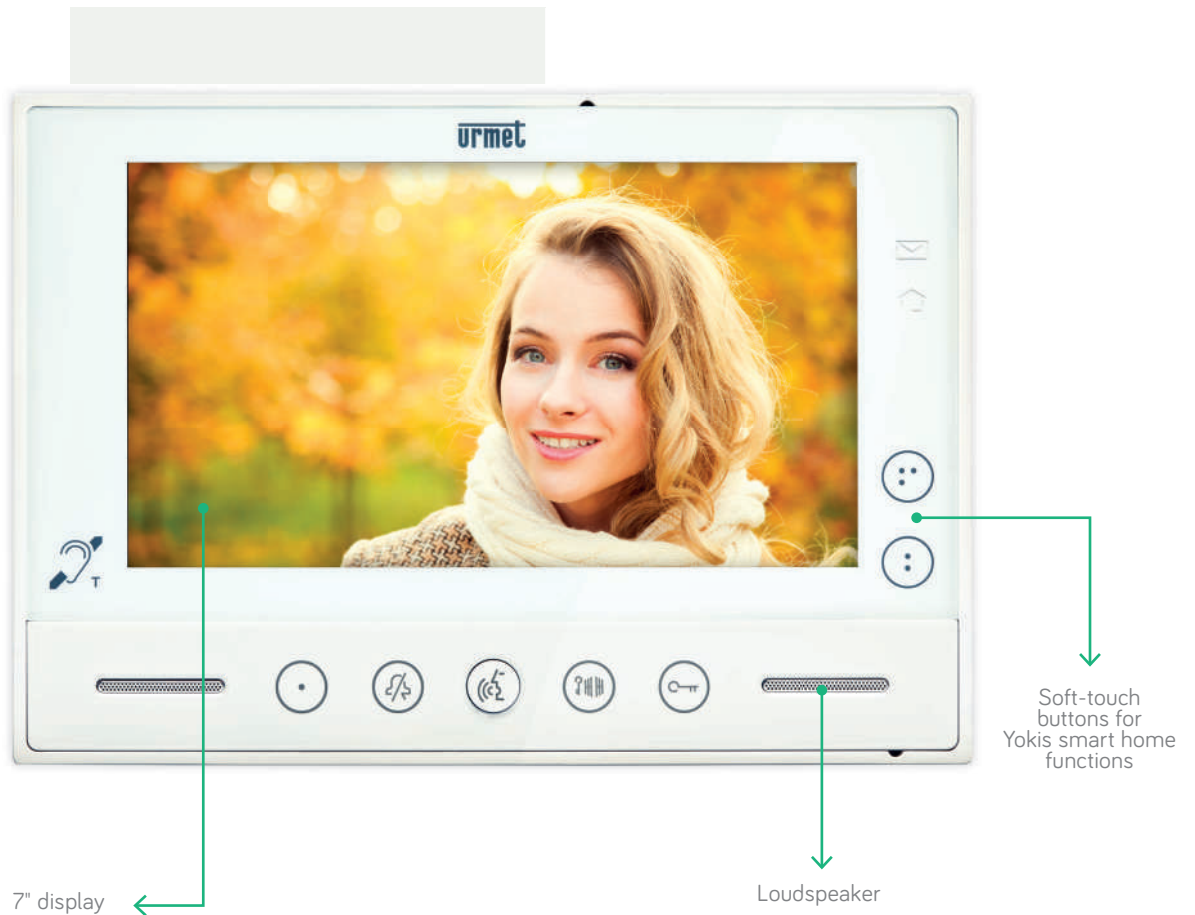 urmet
T
Soft-touch
buttons for
Yokis smart home
functions
Loudspeaker
7" display